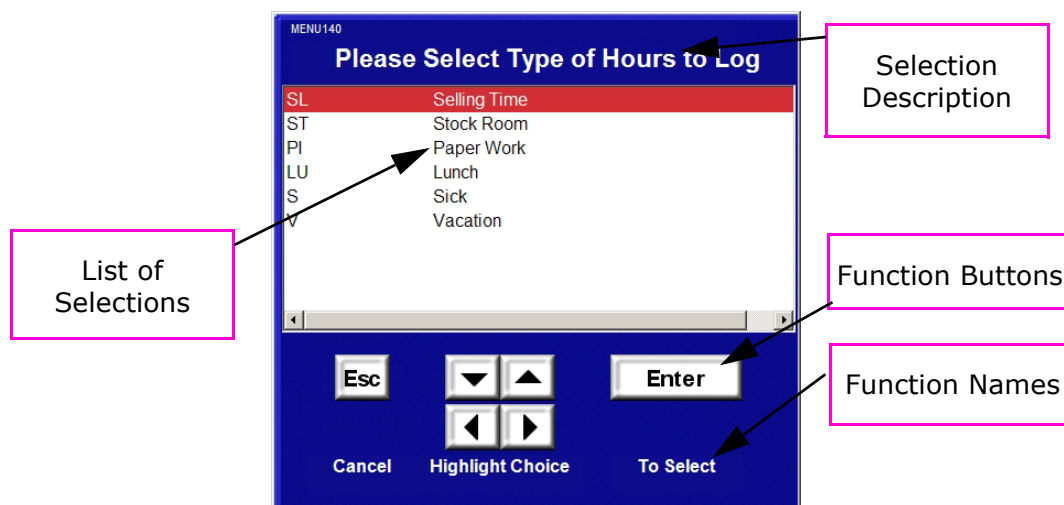 MENU140
Please Select Type of Hours to Log
Selection
Description
SL Selling Time
ST Stock Room
PI Paper Work
LU Lunch
S Sick
V Vacation
List of
Selections
Function Buttons
Esc
Enter
Function Names
Cancel Highlight Choice To Select